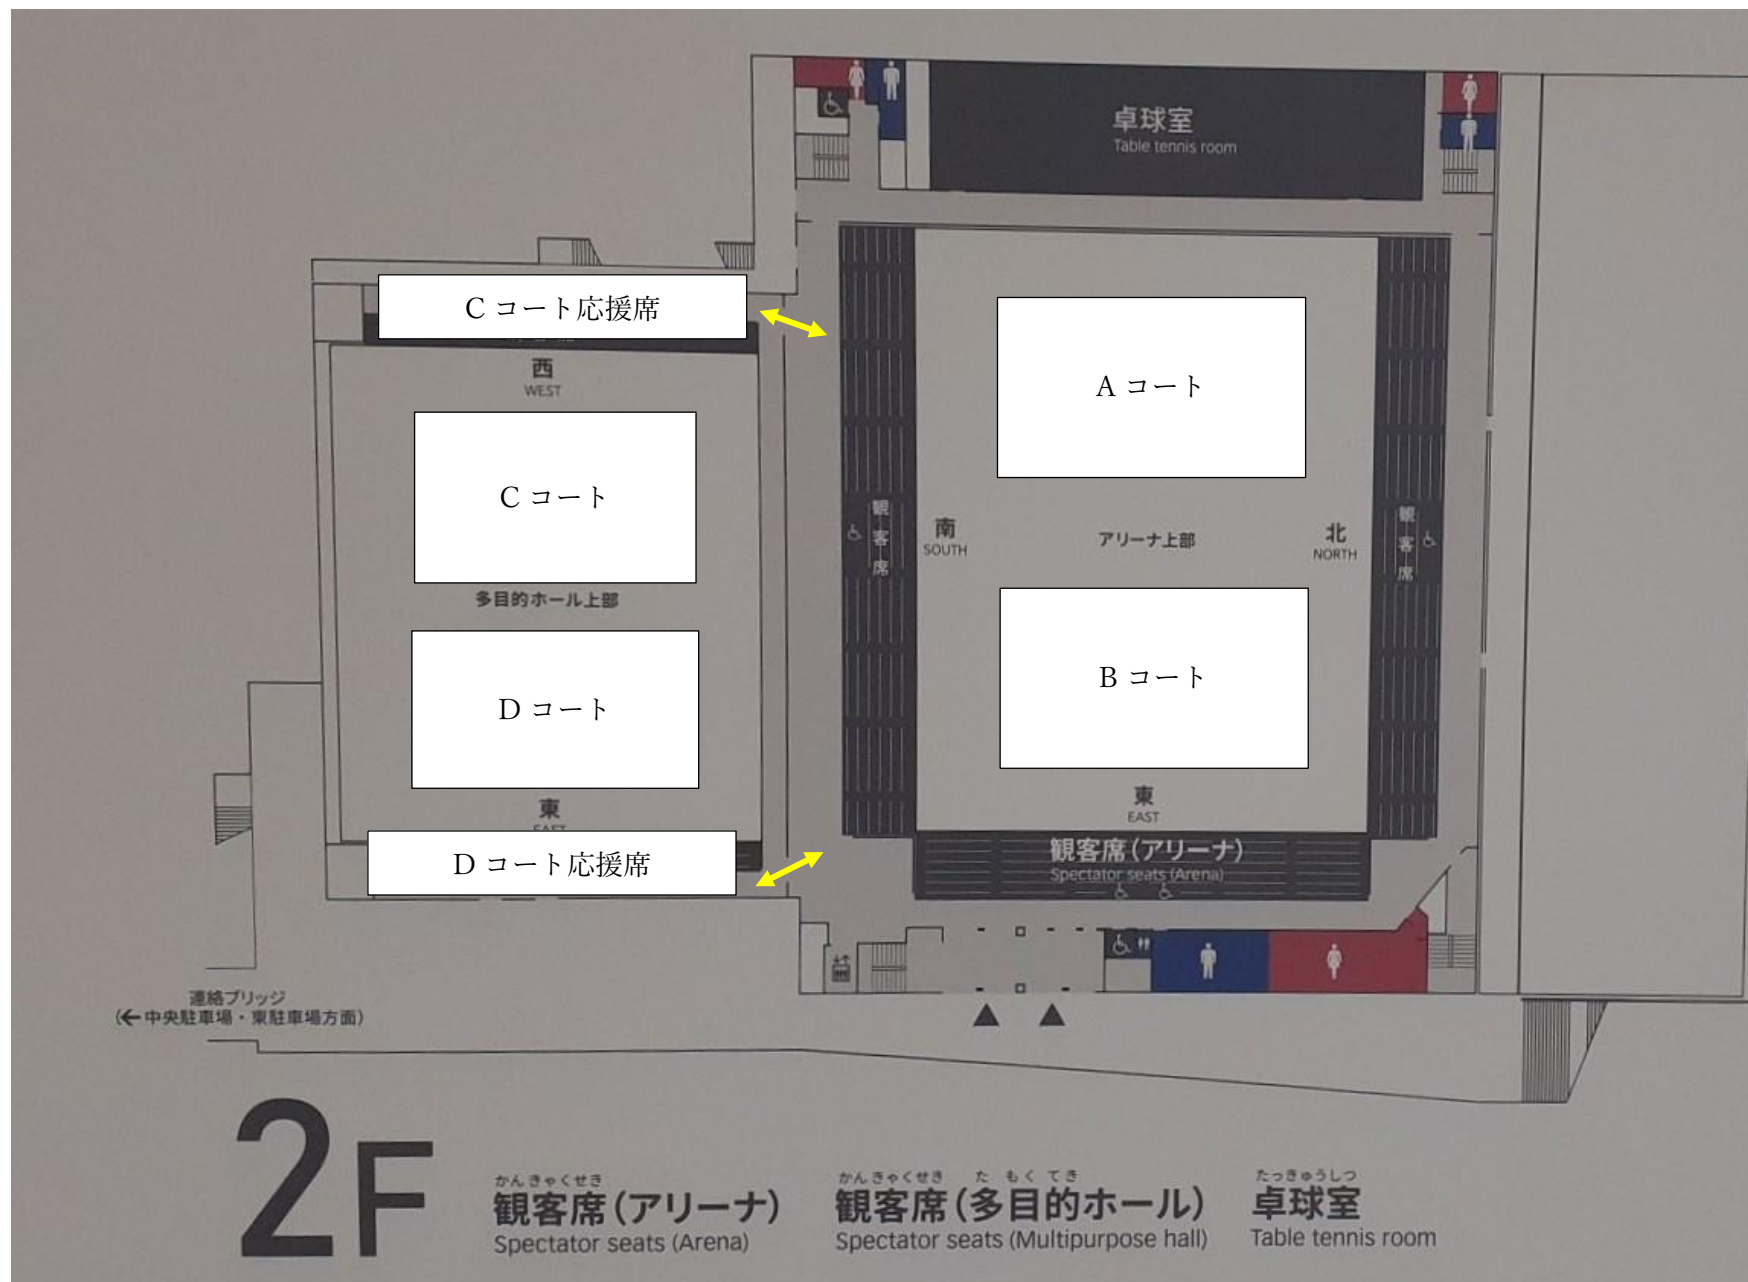 卓球室
Table tennis room
C コート応援席
西
WEST
A コート
C コート
観客席
南
SOUTH
アリーナ上部
北
NORTH
観客席
多目的ホール上部
D コート
B コート
東
東
EAST
D コート応援席
観客席(アリーナ)
Spectator seats (Arena)
連絡ブリッジ
(←中央駐車場・東駐車場方面)
2F
かんきゃくせき
観客席(アリーナ)
Spectator seats (Arena)
かんきゃくせき た もくてき
観客席(多目的ホール)
Spectator seats (Multipurpose hall)
たっきゅうしつ
卓球室
Table tennis room